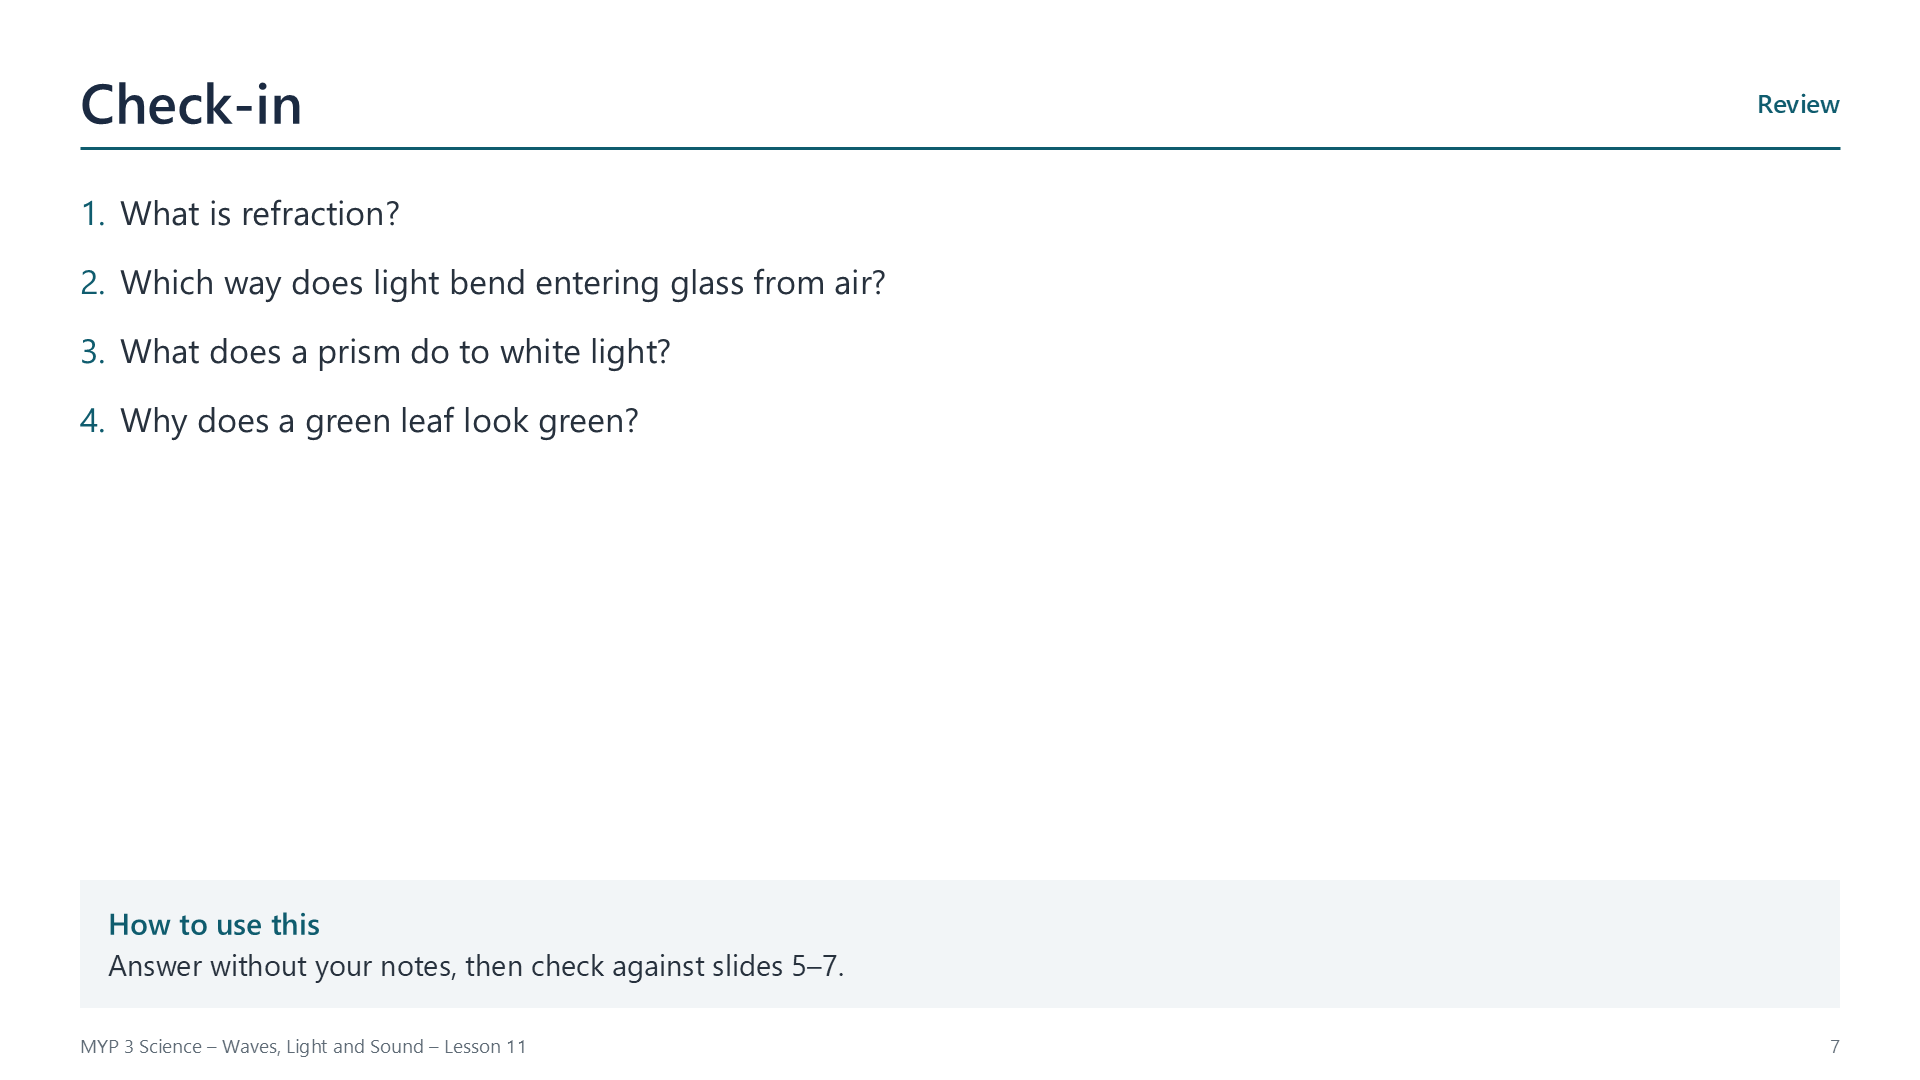 Check-in
Review
1. What is refraction?
2. Which way does light bend entering glass from air?
3. What does a prism do to white light?
4. Why does a green leaf look green?
How to use this
Answer without your notes, then check against slides 5–7.
MYP 3 Science – Waves, Light and Sound – Lesson 11
7